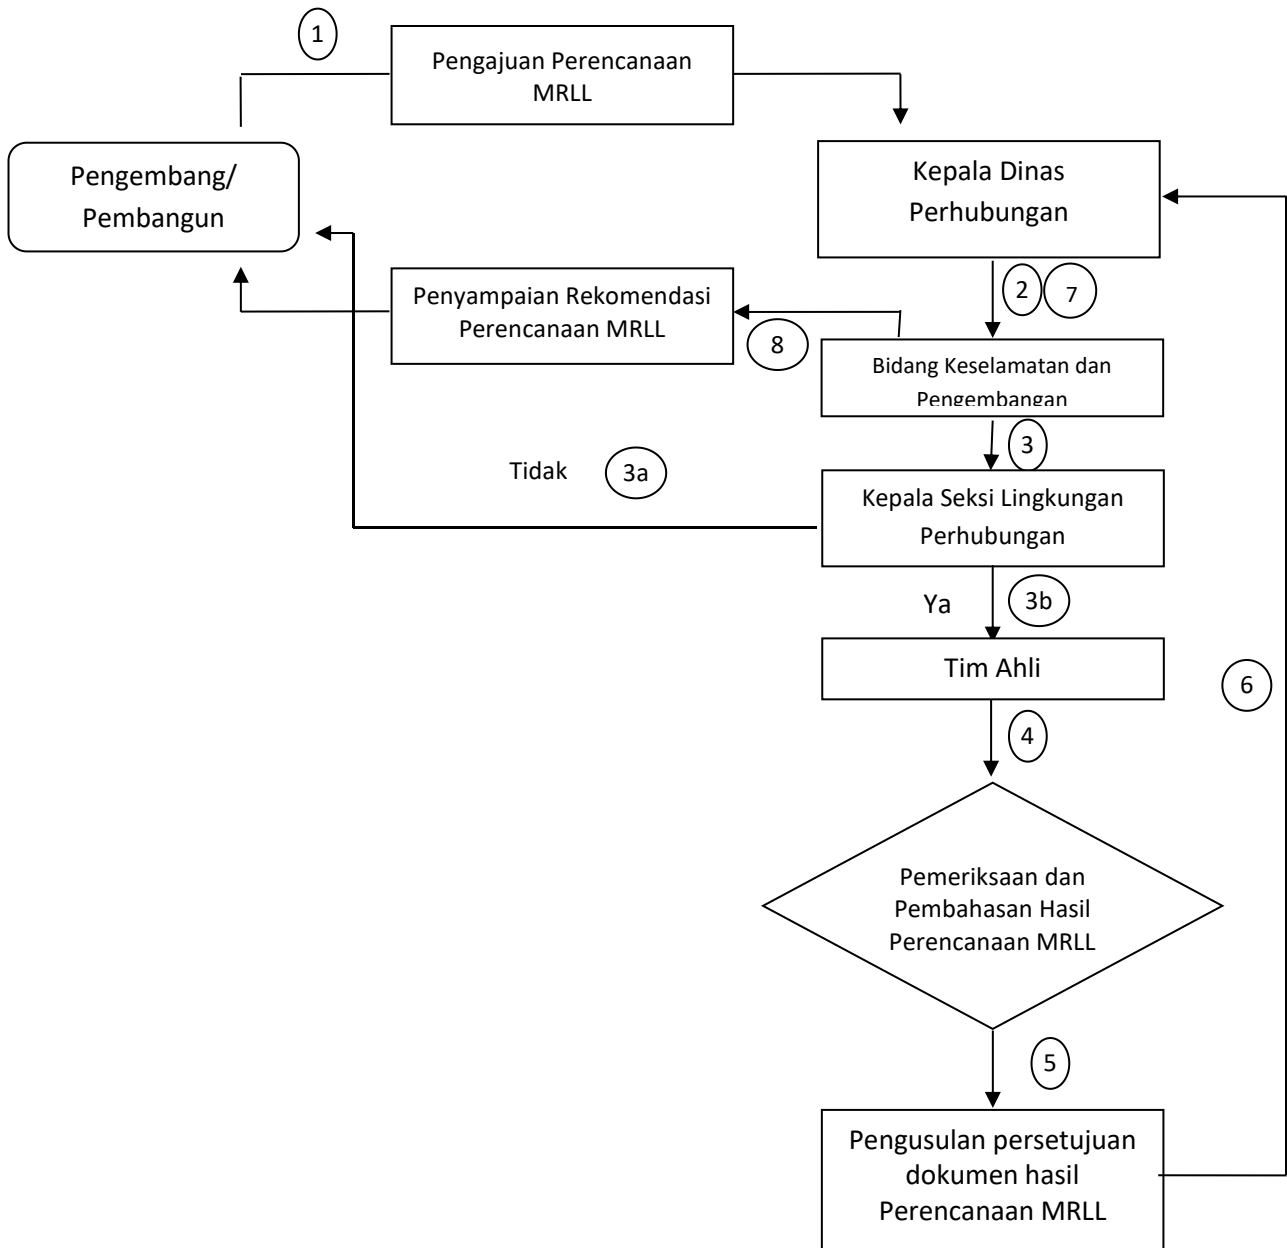 1
Pengajuan Perencanaan
MRLL
Pengembang/
Pembangun
Kepala Dinas
Perhubungan
2
7
Penyampaian Rekomendasi
Perencanaan MRLL
8
Bidang Keselamatan dan
Pengembangan
3
Tidak
3a
Kepala Seksi Lingkungan
Perhubungan
Ya
3b
Tim Ahli
6
4
Pemeriksaan dan
Pembahasan Hasil
Perencanaan MRLL
5
Pengusulan persetujuan
dokumen hasil
Perencanaan MRLL